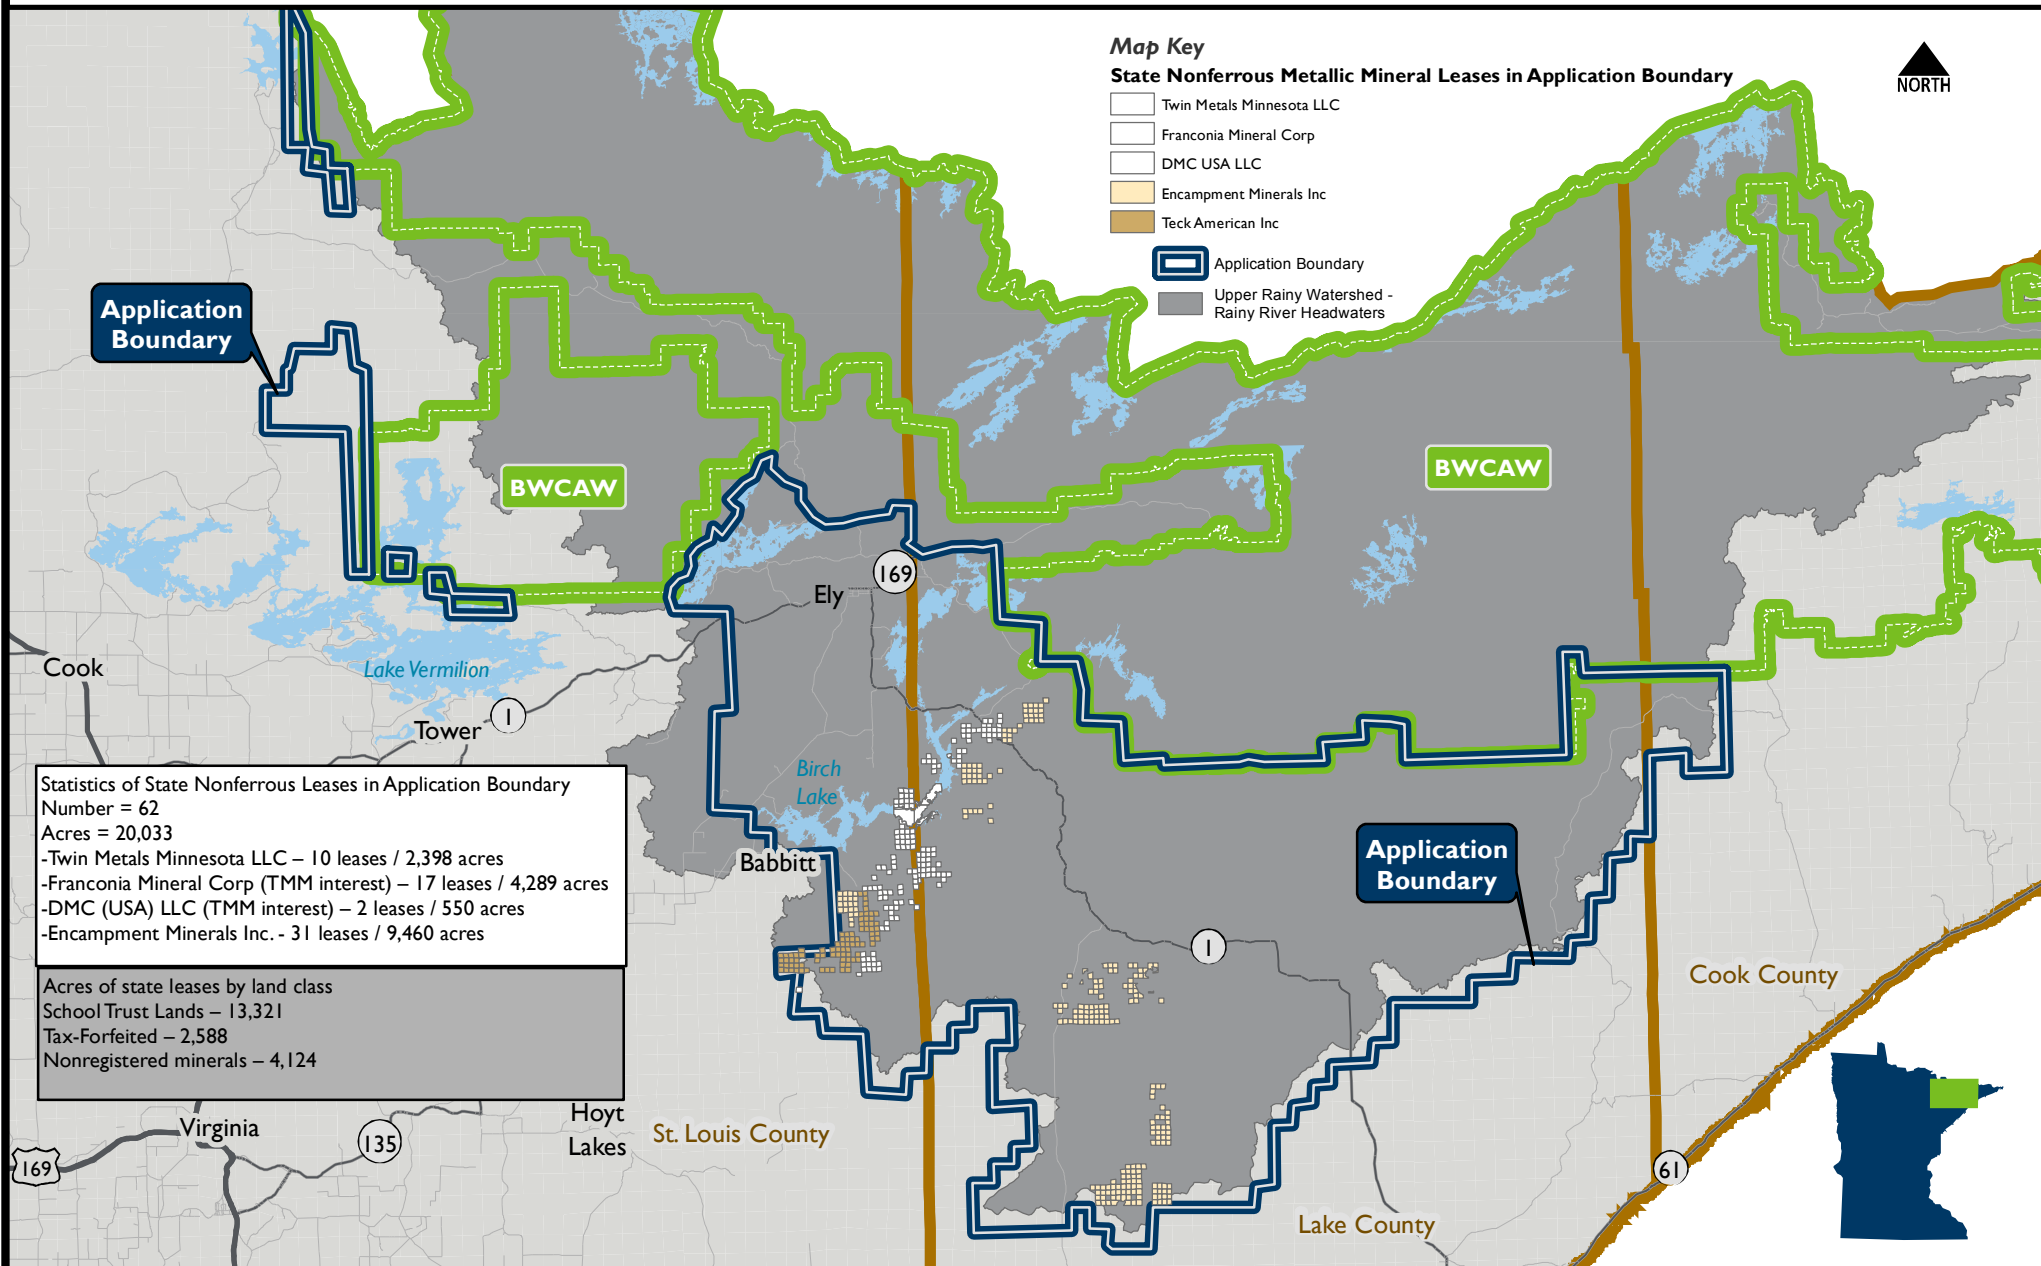 Map Key
State Nonferrous Metallic Mineral Leases in Application Boundary
Twin Metals Minnesota LLC
Franconia Mineral Corp
DMC USA LLC
Encampment Minerals Inc
Teck American Inc
Application Boundary
Upper Rainy Watershed -
Rainy River Headwaters
NORTH
Application
Boundary
BWCAW
BWCAW
169
Ely
Cook
Lake Vermilion
1
Tower
Birch
Lake
Babbitt
Statistics of State Nonferrous Leases in Application Boundary
Number = 62
Acres = 20,033
-Twin Metals Minnesota LLC – 10 leases / 2,398 acres
-Franconia Mineral Corp (TMM interest) – 17 leases / 4,289 acres
-DMC (USA) LLC (TMM interest) – 2 leases / 550 acres
-Encampment Minerals Inc. - 31 leases / 9,460 acres
Acres of state leases by land class
School Trust Lands – 13,321
Tax-Forfeited – 2,588
Nonregistered minerals – 4,124
Application
Boundary
1
Cook County
Hoyt
Lakes
Virginia
135
St. Louis County
169
61
Lake County